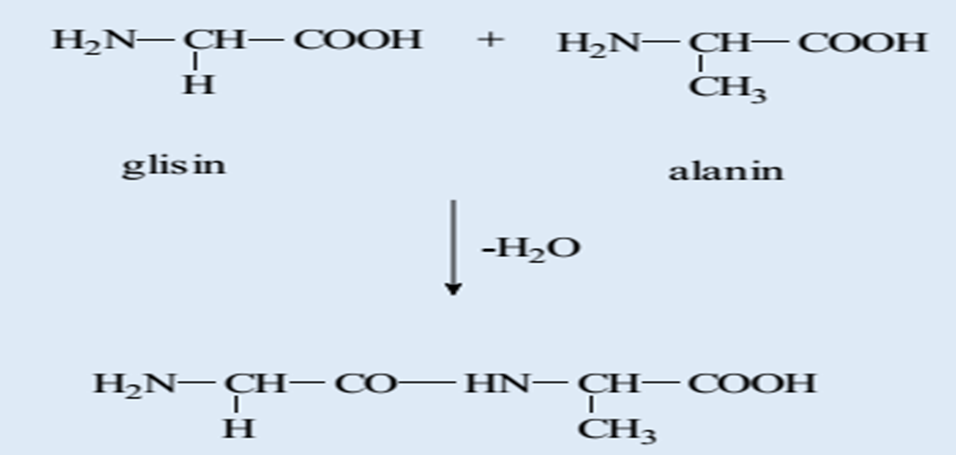 H₂N—CH—COOH + H₂N—CH—COOH
H CH₃
glisin alanin
-H₂O
H₂N—CH—CO—HN—CH—COOH
H CH₃